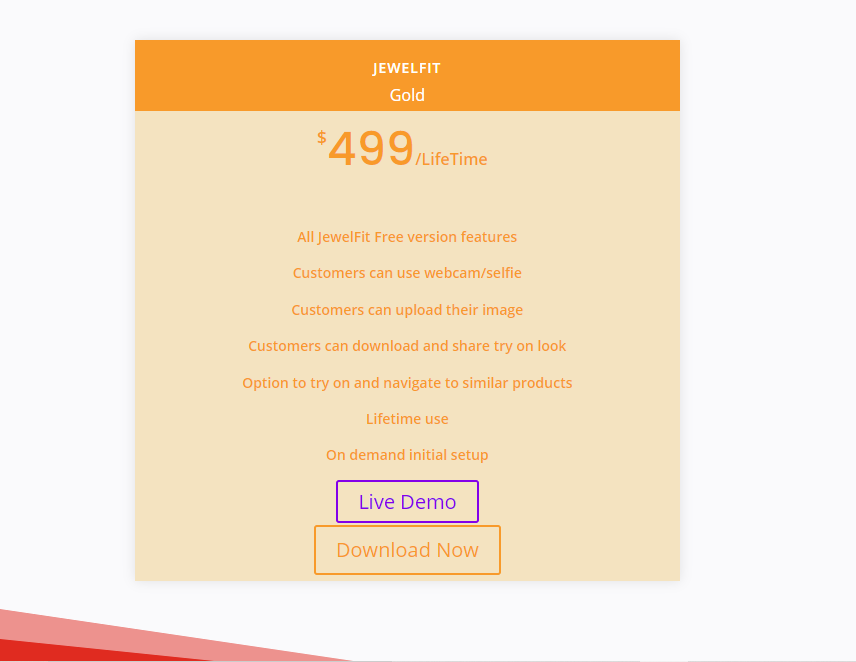 JEWELFIT
Gold
$499/LifeTime
All JewelFit Free version features
Customers can use webcam/selfie
Customers can upload their image
Customers can download and share try on look
Option to try on and navigate to similar products
Lifetime use
On demand initial setup
Live Demo
Download Now